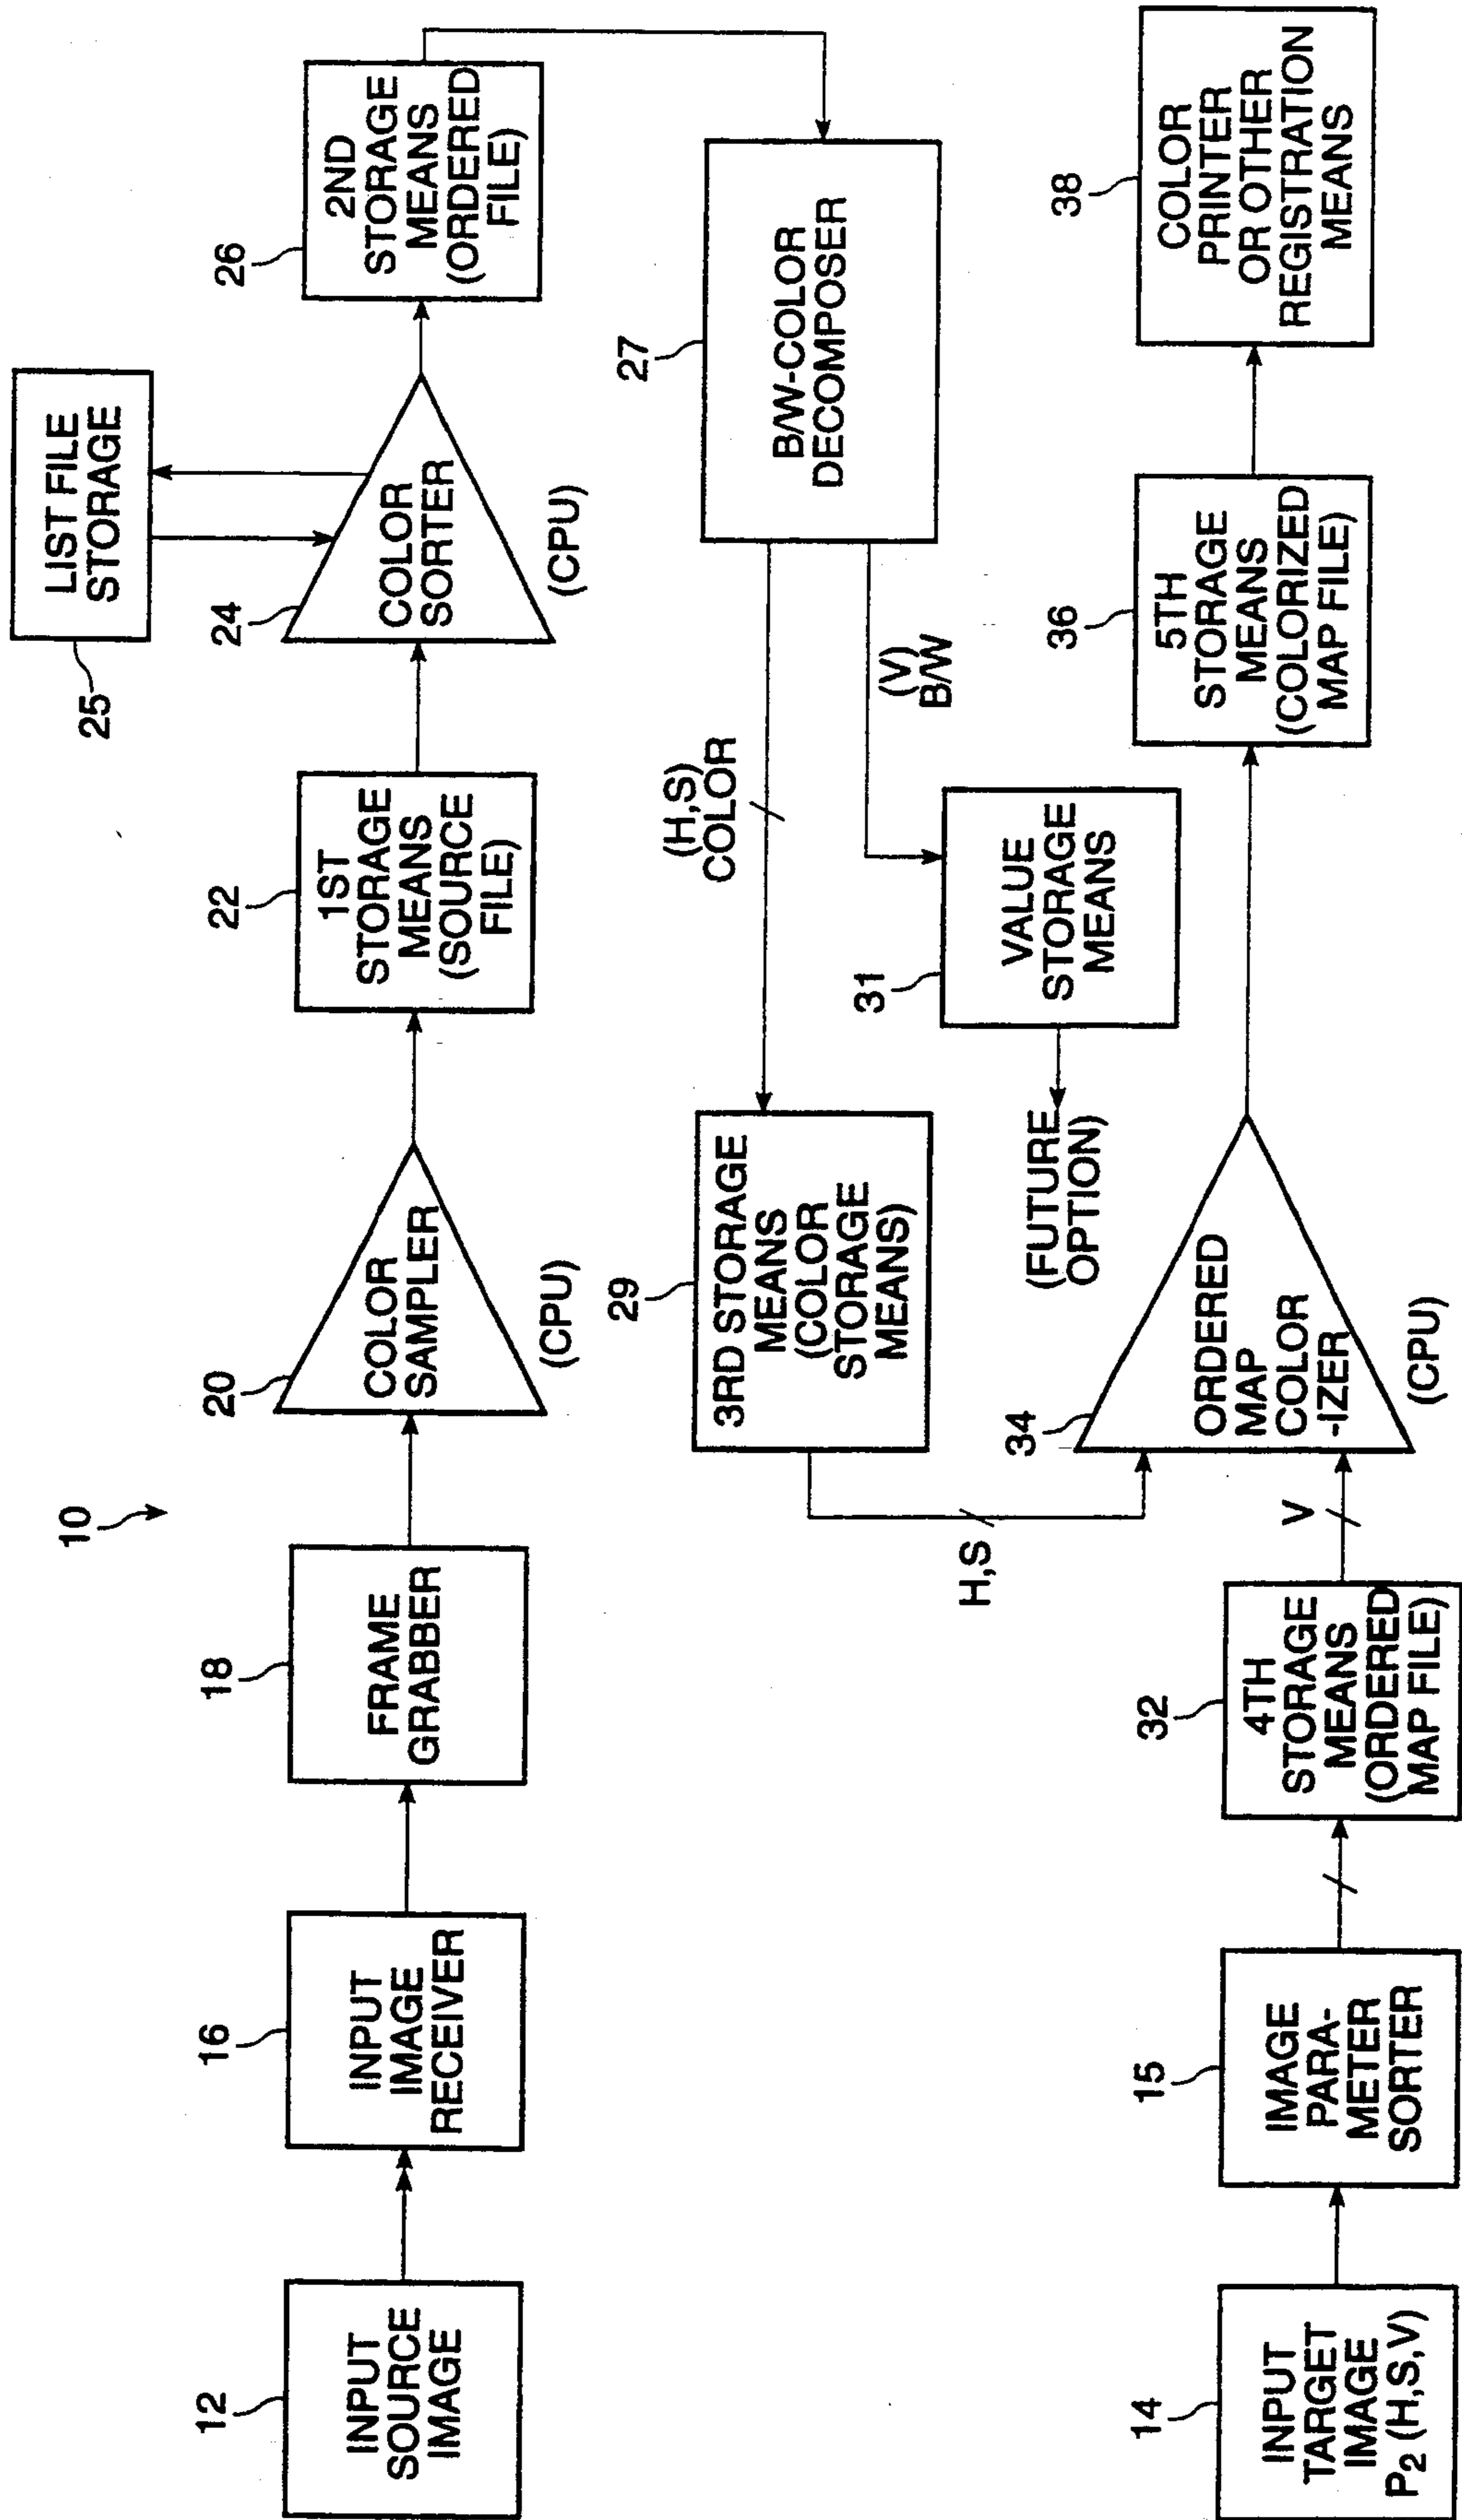 10
12
INPUT
SOURCE
IMAGE
16
INPUT
IMAGE
RECEIVER
18
FRAME
GRABBER
20
COLOR
SAMPLER
(CPU)
22
1ST
STORAGE
MEANS
(SOURCE
FILE)
24
COLOR
SORTER
(CPU)
25
LIST FILE
STORAGE
26
2ND
STORAGE
MEANS
(ORDERED
FILE)
27
B/W-COLOR
DECOMPOSER
(H,S)
COLOR
(V)
B/W
29
3RD STORAGE
MEANS
(COLOR
STORAGE
MEANS)
31
VALUE
STORAGE
MEANS
(FUTURE
OPTION)
H,S
14
INPUT
TARGET
IMAGE
P2 (H,S,V)
15
IMAGE
PARA-
METER
SORTER
32
4TH
STORAGE
MEANS
(ORDERED
MAP FILE)
V
34
ORDERED
MAP
COLOR
-IZER
(CPU)
36
5TH
STORAGE
MEANS
(COLORIZED
MAP FILE)
38
COLOR
PRINTER
OR OTHER
REGISTRATION
MEANS